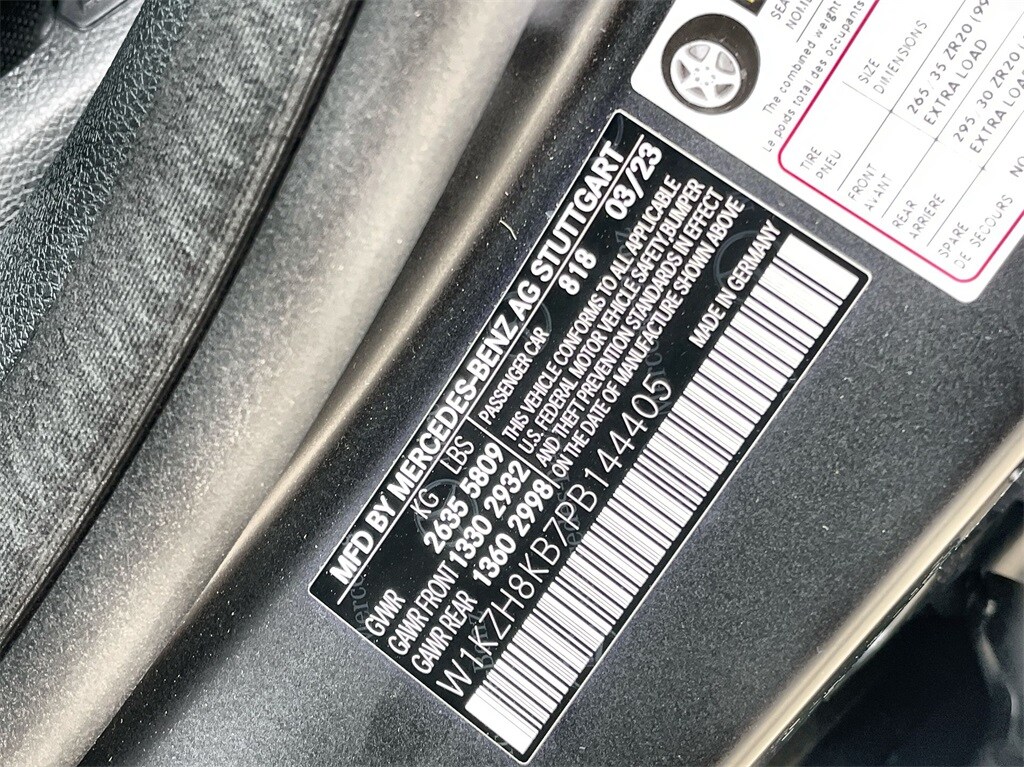 MFD BY MERCEDES-BENZ AG STUTTGART
818 03/23
KG LBS PASSENGER CAR
GVWR 2635 5809
GAWR FRONT 1330 2932
GAWR REAR 1360 2998
THIS VEHICLE CONFORMS TO ALL APPLICABLE
U.S. FEDERAL MOTOR VEHICLE SAFETY, BUMPER
AND THEFT PREVENTION STANDARDS IN EFFECT
ON THE DATE OF MANUFACTURE SHOWN ABOVE
MADE IN GERMANY
W1KZH8KB7PB144405
The combined weight
Le poids total des occupants
TIRE SIZE
PNEU DIMENSIONS
FRONT 265 35 ZR20 (99
AVANT EXTRA LOAD
REAR 295 30 ZR20
ARRIÈRE EXTRA LOA
SPARE
DE SECOURS NO